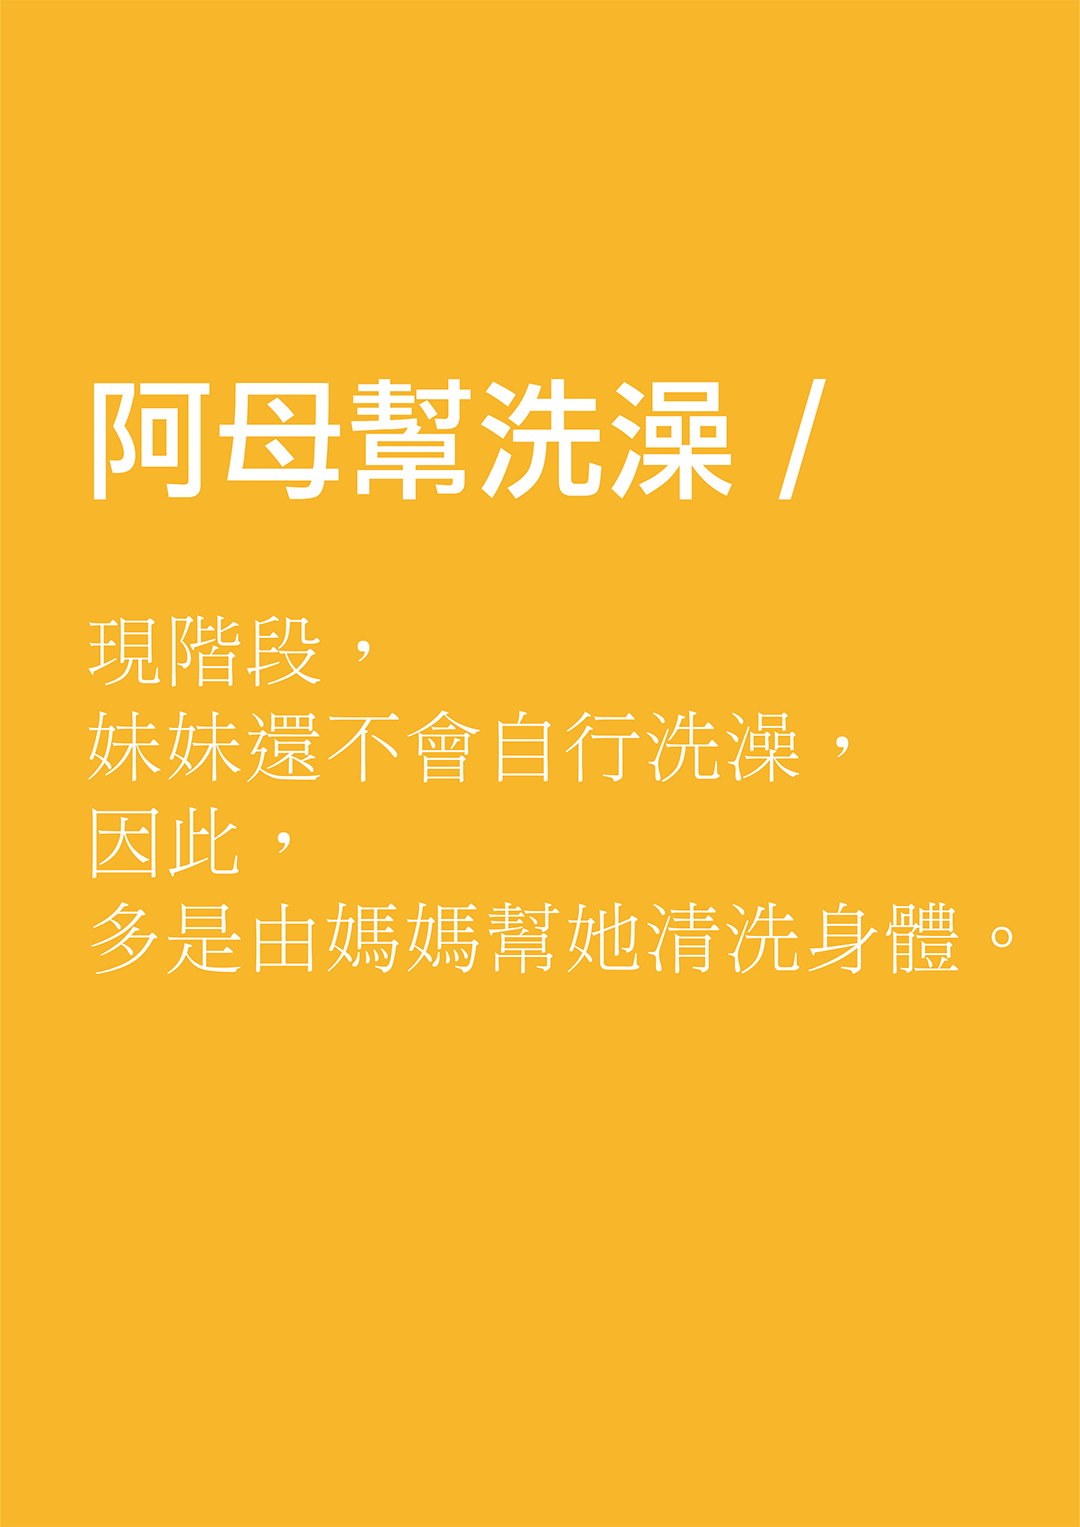 阿母幫洗澡 /
現階段，
妹妹還不會自行洗澡，
因此，
多是由媽媽幫她清洗身體。